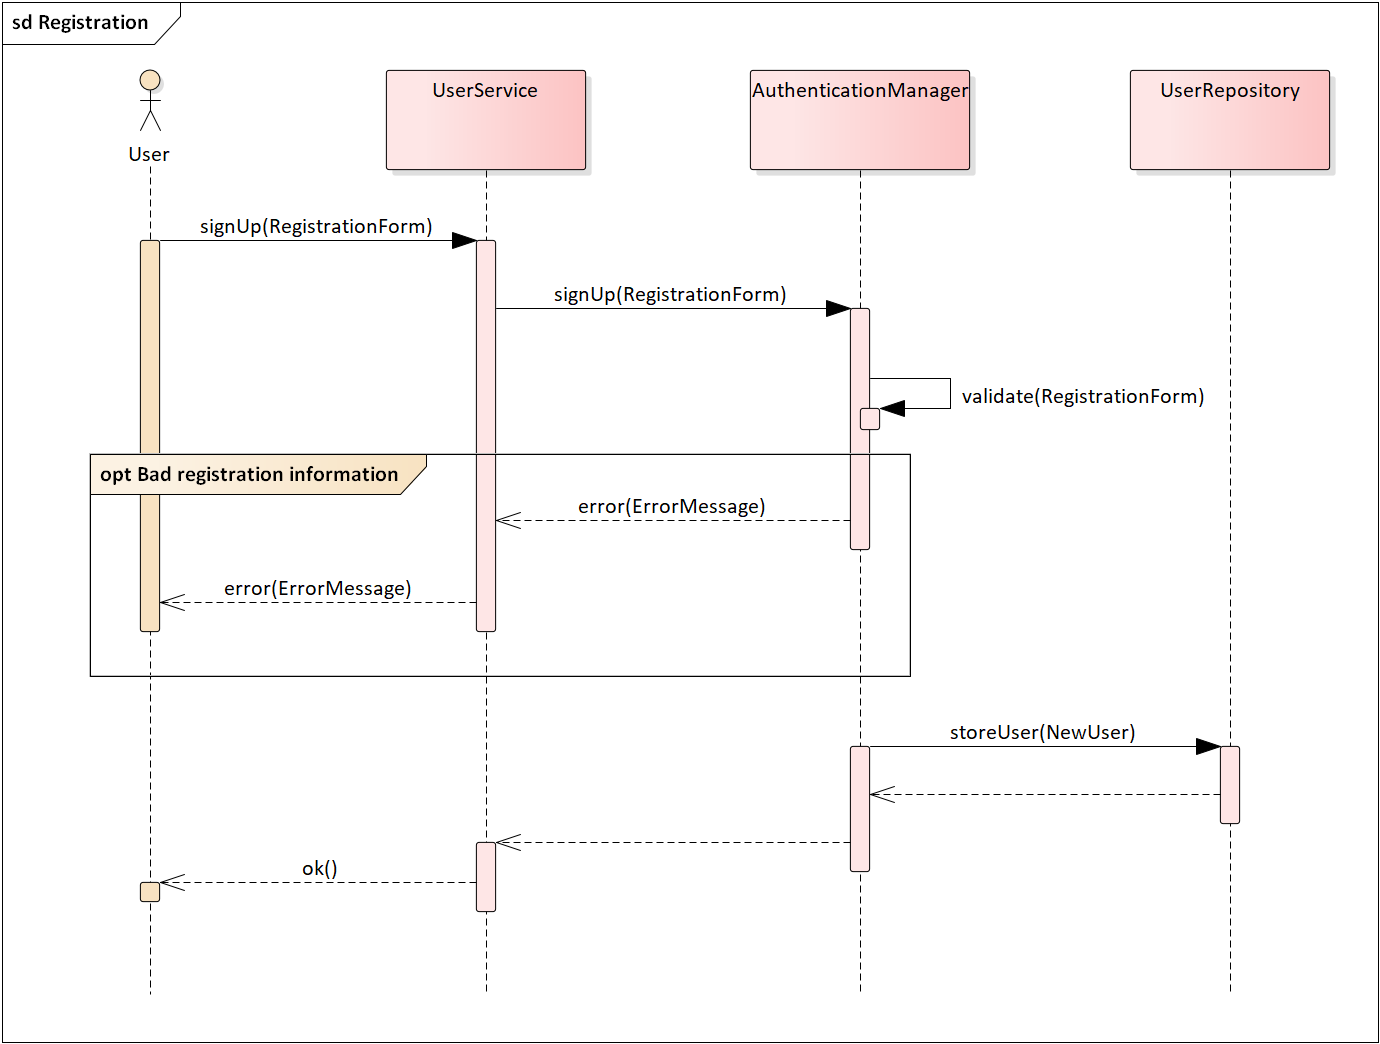 sd Registration
User
UserService
AuthenticationManager
UserRepository
signUp(RegistrationForm)
signUp(RegistrationForm)
validate(RegistrationForm)
opt Bad registration information
error(ErrorMessage)
error(ErrorMessage)
storeUser(NewUser)
ok()